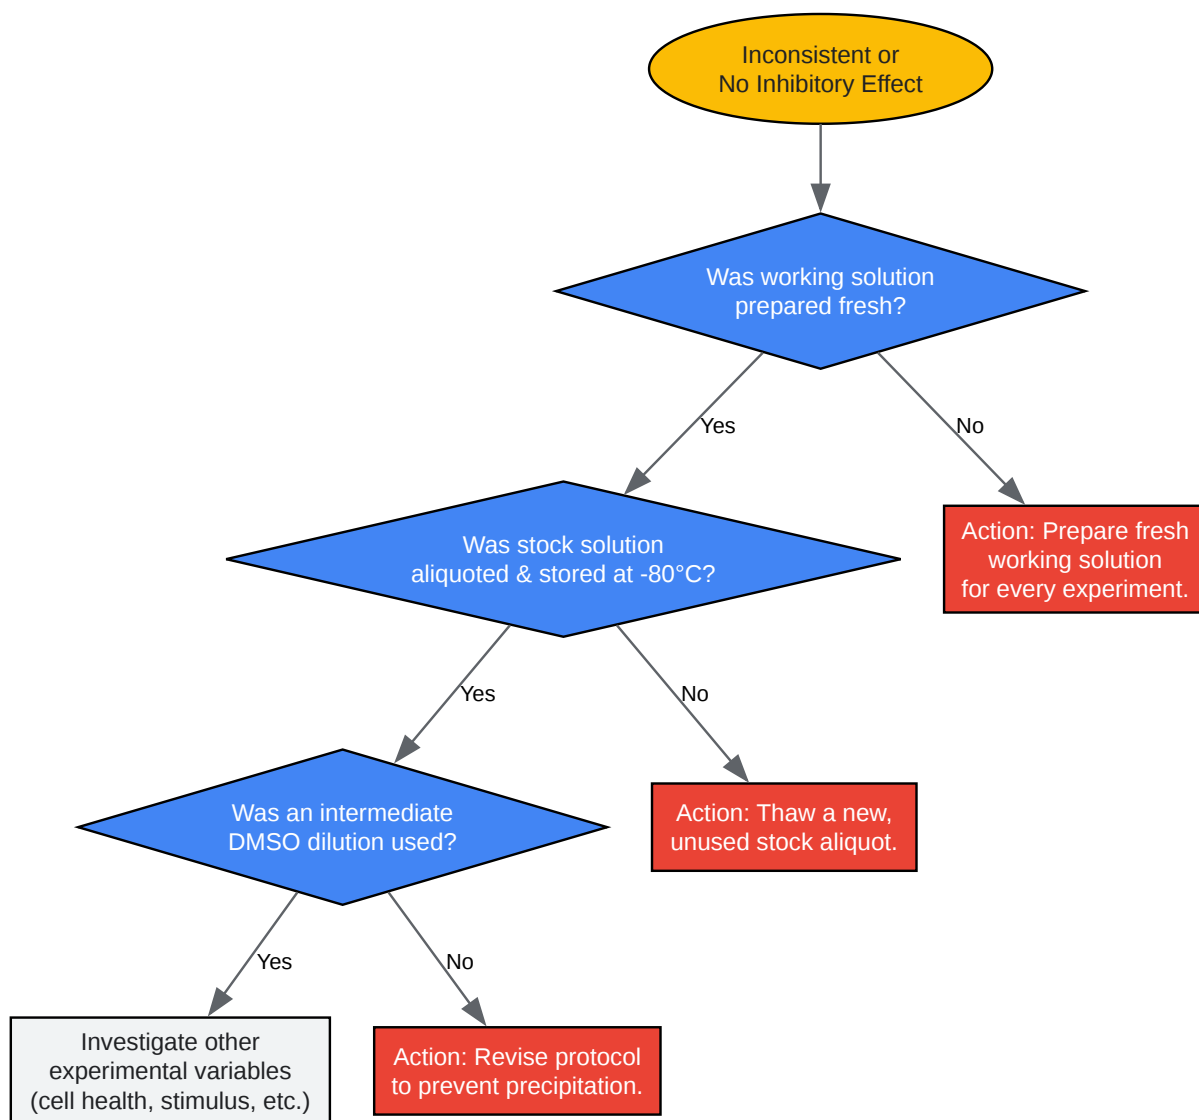 Inconsistent or
No Inhibitory Effect
Was working solution
prepared fresh?
Yes
No
Action: Prepare fresh
working solution
for every experiment.
Was stock solution
aliquoted & stored at -80°C?
Yes
No
Action: Thaw a new,
unused stock aliquot.
Was an intermediate
DMSO dilution used?
Yes
No
Investigate other
experimental variables
(cell health, stimulus, etc.)
Action: Revise protocol
to prevent precipitation.